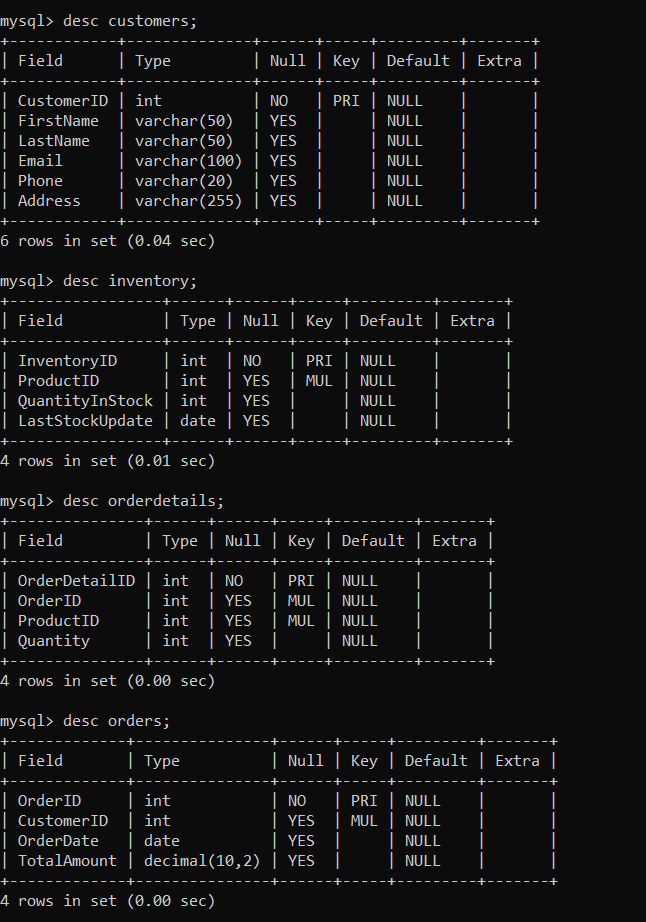 mysql> desc customers;
+------------+--------------+------+-----+---------+-------+
| Field      | Type         | Null | Key | Default | Extra |
+------------+--------------+------+-----+---------+-------+
| CustomerID | int          | NO   | PRI | NULL    |       |
| FirstName  | varchar(50)  | YES  |     | NULL    |       |
| LastName   | varchar(50)  | YES  |     | NULL    |       |
| Email      | varchar(100) | YES  |     | NULL    |       |
| Phone      | varchar(20)  | YES  |     | NULL    |       |
| Address    | varchar(255) | YES  |     | NULL    |       |
+------------+--------------+------+-----+---------+-------+
6 rows in set (0.04 sec)

mysql> desc inventory;
+-----------------+------+------+-----+---------+-------+
| Field           | Type | Null | Key | Default | Extra |
+-----------------+------+------+-----+---------+-------+
| InventoryID     | int  | NO   | PRI | NULL    |       |
| ProductID       | int  | YES  | MUL | NULL    |       |
| QuantityInStock | int  | YES  |     | NULL    |       |
| LastStockUpdate | date | YES  |     | NULL    |       |
+-----------------+------+------+-----+---------+-------+
4 rows in set (0.01 sec)

mysql> desc orderdetails;
+---------------+------+------+-----+---------+-------+
| Field         | Type | Null | Key | Default | Extra |
+---------------+------+------+-----+---------+-------+
| OrderDetailID | int  | NO   | PRI | NULL    |       |
| OrderID       | int  | YES  | MUL | NULL    |       |
| ProductID     | int  | YES  | MUL | NULL    |       |
| Quantity      | int  | YES  |     | NULL    |       |
+---------------+------+------+-----+---------+-------+
4 rows in set (0.00 sec)

mysql> desc orders;
+-------------+---------------+------+-----+---------+-------+
| Field       | Type          | Null | Key | Default | Extra |
+-------------+---------------+------+-----+---------+-------+
| OrderID     | int           | NO   | PRI | NULL    |       |
| CustomerID  | int           | YES  | MUL | NULL    |       |
| OrderDate   | date          | YES  |     | NULL    |       |
| TotalAmount | decimal(10,2) | YES  |     | NULL    |       |
+-------------+---------------+------+-----+---------+-------+
4 rows in set (0.00 sec)